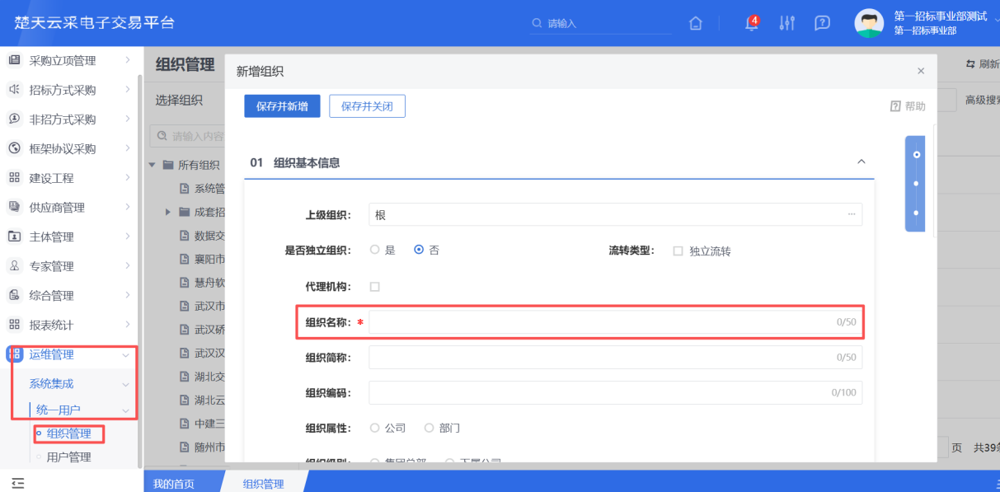 楚天云采电子交易平台
请输入
4
第一招标事业部测试
第一招标事业部
采购立项管理
招标方式采购
非招方式采购
框架协议采购
建设工程
供应商管理
主体管理
专家管理
综合管理
报表统计
运维管理
系统集成
统一用户
组织管理
用户管理
组织管理
刷新
选择组织
高级搜
请输入内容
所有组织
系统管
成套招
数据交
襄阳市
慧舟软
武汉市
武汉硚
武汉汉
湖北交
湖北云
中建三
随州市
新增组织
×
保存并新增
保存并关闭
帮助
01 组织基本信息
上级组织: 根 ...
是否独立组织: 是 否
流转类型: 独立流转
代理机构:
组织名称: * 0/50
组织简称: 0/50
组织编码: 0/100
组织属性: 公司 部门
组织级别: 集团总部 下属公司
页 共39条
我的首页
组织管理